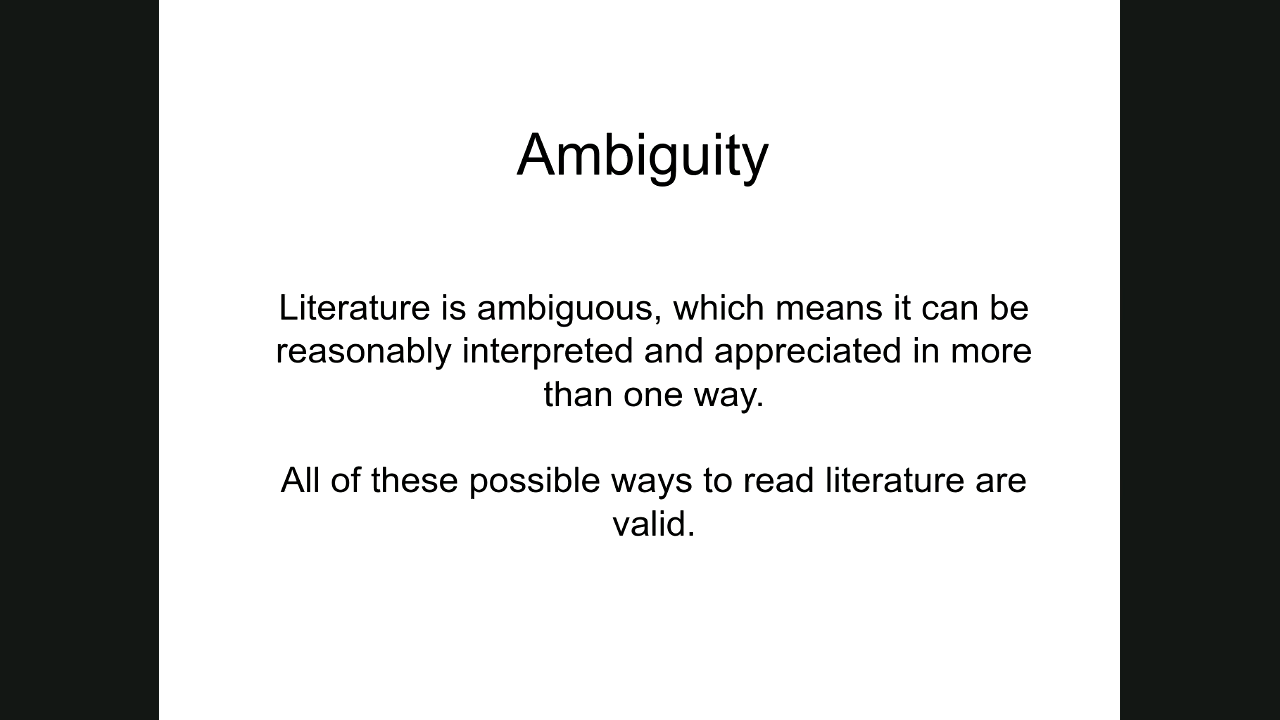 Ambiguity
Literature is ambiguous, which means it can be
reasonably interpreted and appreciated in more
than one way.
All of these possible ways to read literature are
valid.